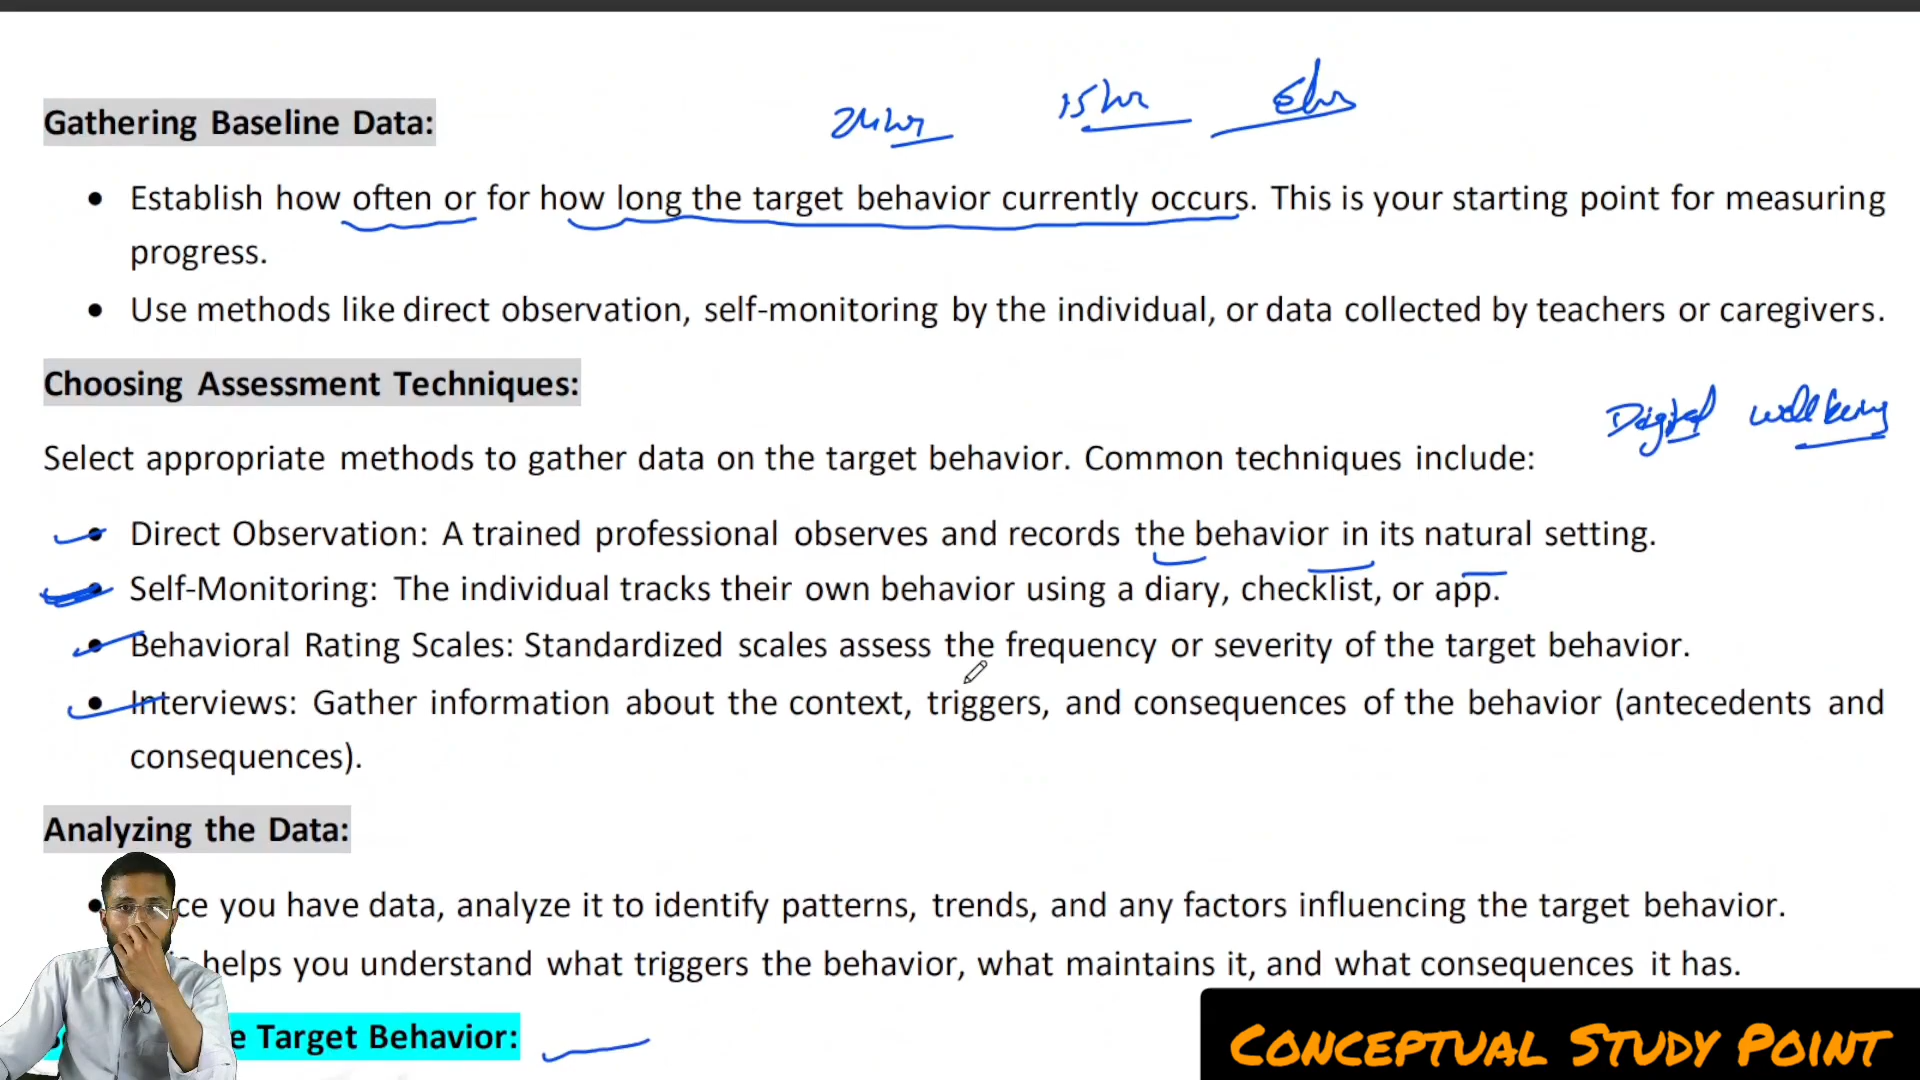 24hr 15hr 5hr
Gathering Baseline Data:
• Establish how often or for how long the target behavior currently occurs. This is your starting point for measuring
progress.
• Use methods like direct observation, self-monitoring by the individual, or data collected by teachers or caregivers.
Choosing Assessment Techniques:
Digital wellbeing
Select appropriate methods to gather data on the target behavior. Common techniques include:
• Direct Observation: A trained professional observes and records the behavior in its natural setting.
• Self-Monitoring: The individual tracks their own behavior using a diary, checklist, or app.
• Behavioral Rating Scales: Standardized scales assess the frequency or severity of the target behavior.
• Interviews: Gather information about the context, triggers, and consequences of the behavior (antecedents and
consequences).
Analyzing the Data:
• ce you have data, analyze it to identify patterns, trends, and any factors influencing the target behavior.
helps you understand what triggers the behavior, what maintains it, and what consequences it has.
e Target Behavior:
CONCEPTUAL STUDY POINT